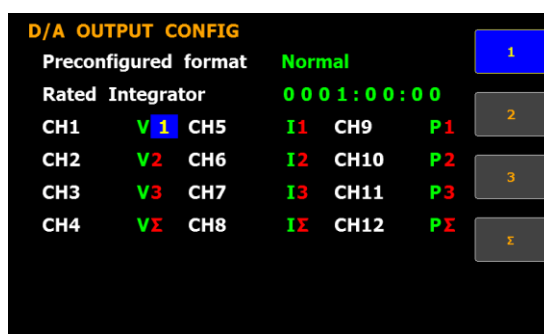 D/A OUTPUT CONFIG
Preconfigured format Normal
Rated Integrator 0001:00:00
CH1 V1 CH5 I1 CH9 P1
CH2 V2 CH6 I2 CH10 P2
CH3 V3 CH7 I3 CH11 P3
CH4 VΣ CH8 IΣ CH12 PΣ
1
2
3
Σ